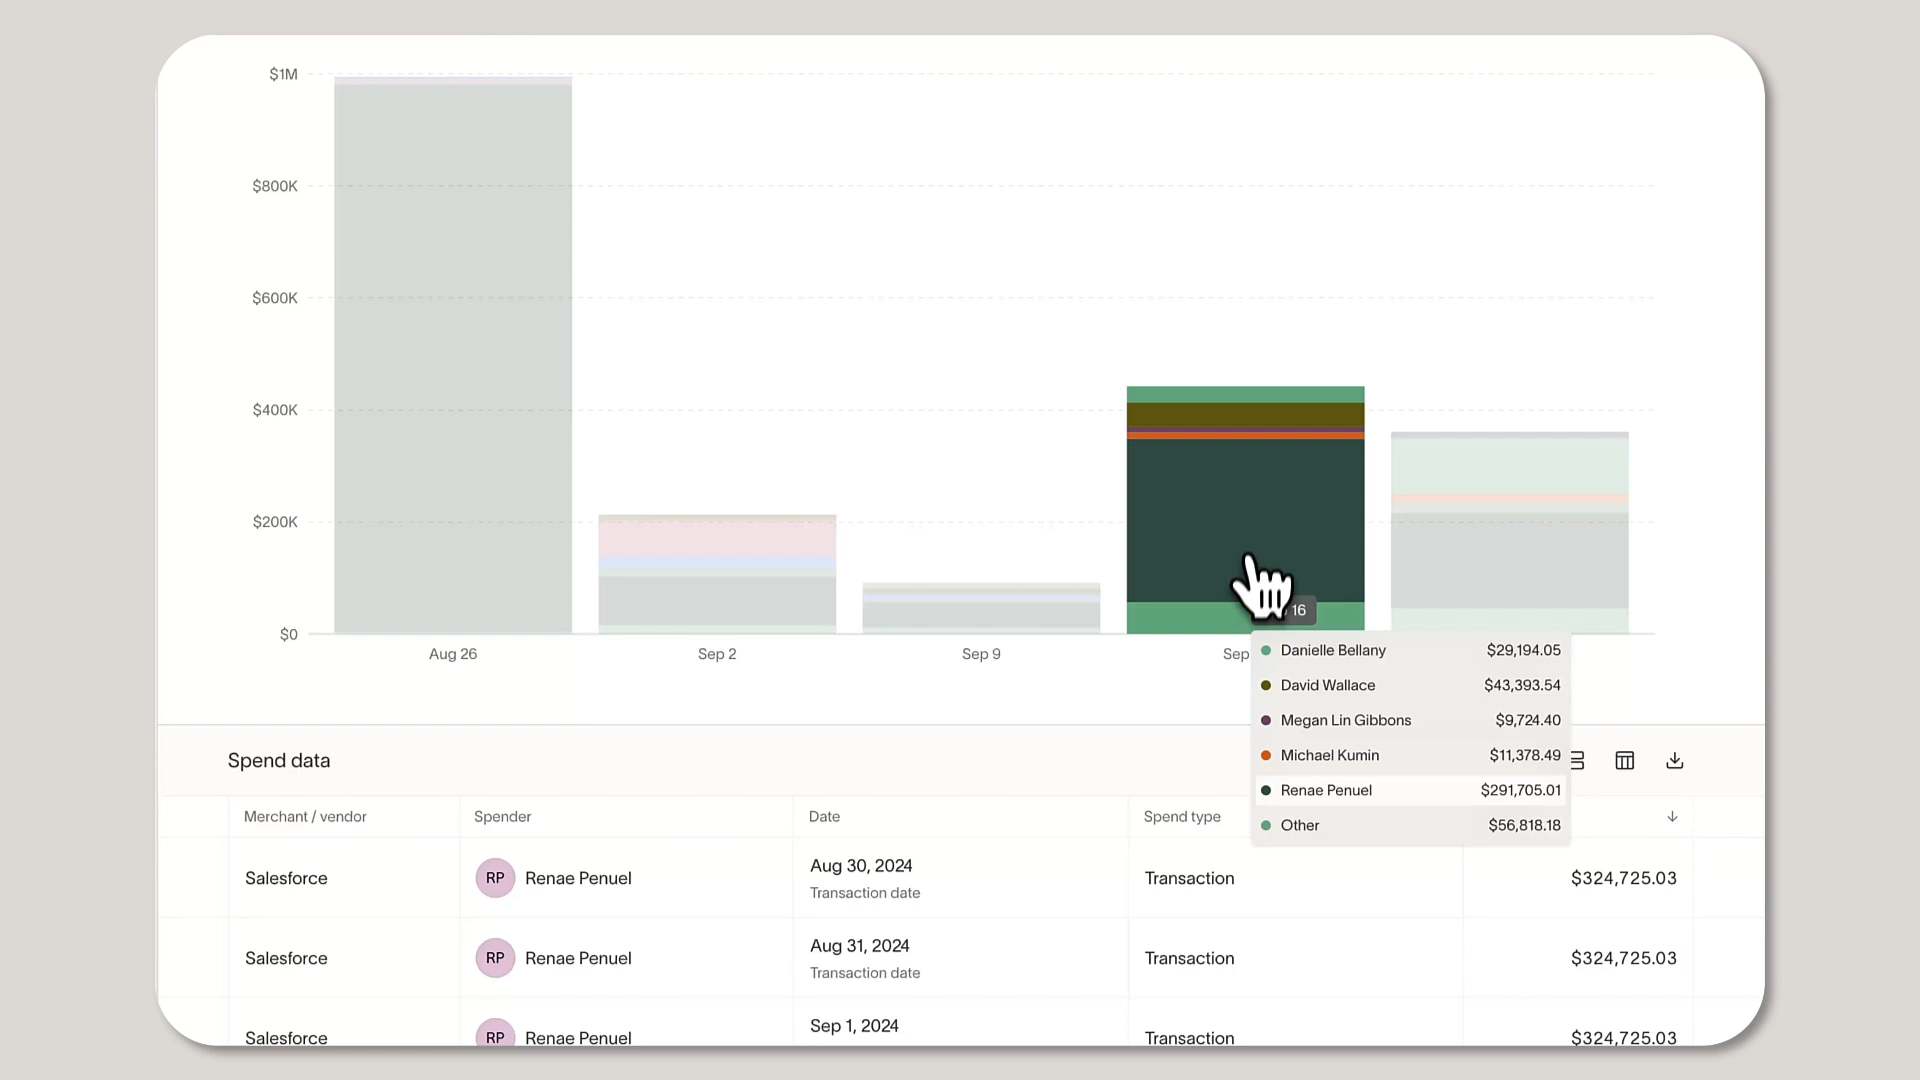 $1M
$800K
$600K
$400K
$200K
$0
Aug 26
Sep 2
Sep 9
Sep
16
Danielle Bellany $29,194.05
David Wallace $43,393.54
Megan Lin Gibbons $9,724.40
Michael Kumin $11,378.49
Renae Penuel $291,705.01
Other $56,818.18
Spend data
Merchant / vendor Spender Date Spend type
Salesforce RP Renae Penuel Aug 30, 2024 Transaction $324,725.03
Transaction date
Salesforce RP Renae Penuel Aug 31, 2024 Transaction $324,725.03
Transaction date
Salesforce RP Renae Penuel Sep 1, 2024 Transaction $324,725.03